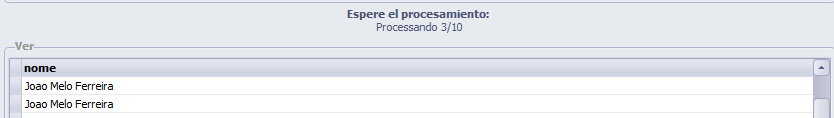 Espere el procesamiento:
Processando 3/10
Ver
nome
Joao Melo Ferreira
Joao Melo Ferreira